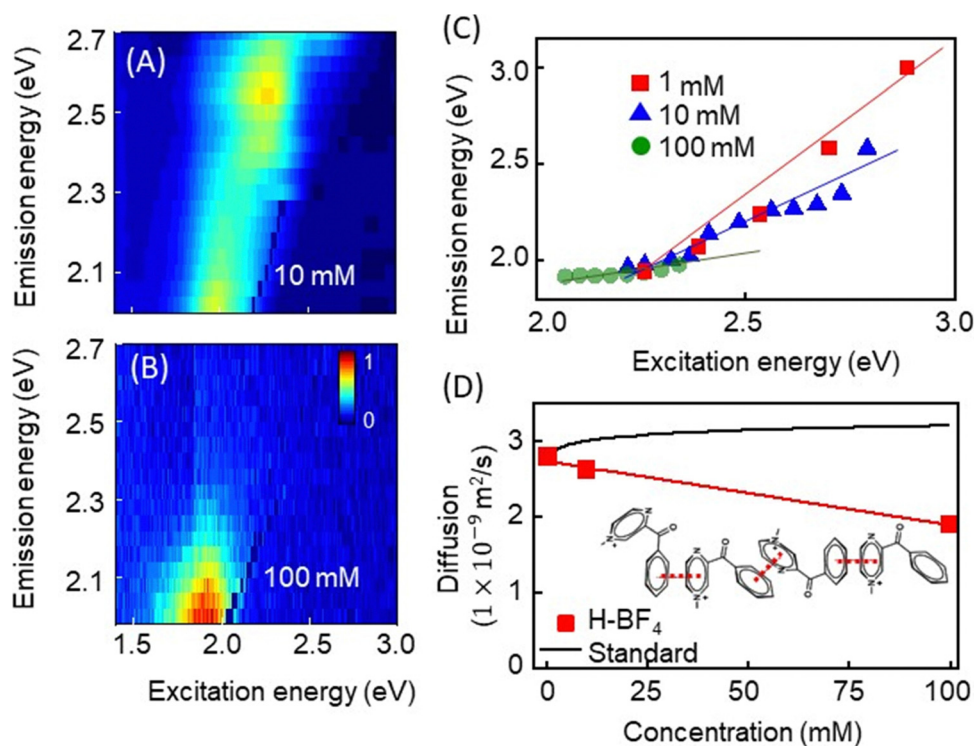 (A)
2.7
2.5
2.3
2.1
Emission energy (eV)
10 mM
(B)
2.7
2.5
2.3
2.1
Emission energy (eV)
1
0
100 mM
1.5
2.0
3.0
Excitation energy (eV)
(C)
3.0
2.5
2.0
Emission energy (eV)
1 mM
10 mM
100 mM
2.0
2.5
3.0
Excitation energy (eV)
(D)
3
2
1
0
Diffusion
(1 × 10⁻⁹ m²/s)
N
N
+
O
N
N
+
O
N
N
+
O
N
N
+
O
H-BF₄
Standard
0
25
50
75
100
Concentration (mM)